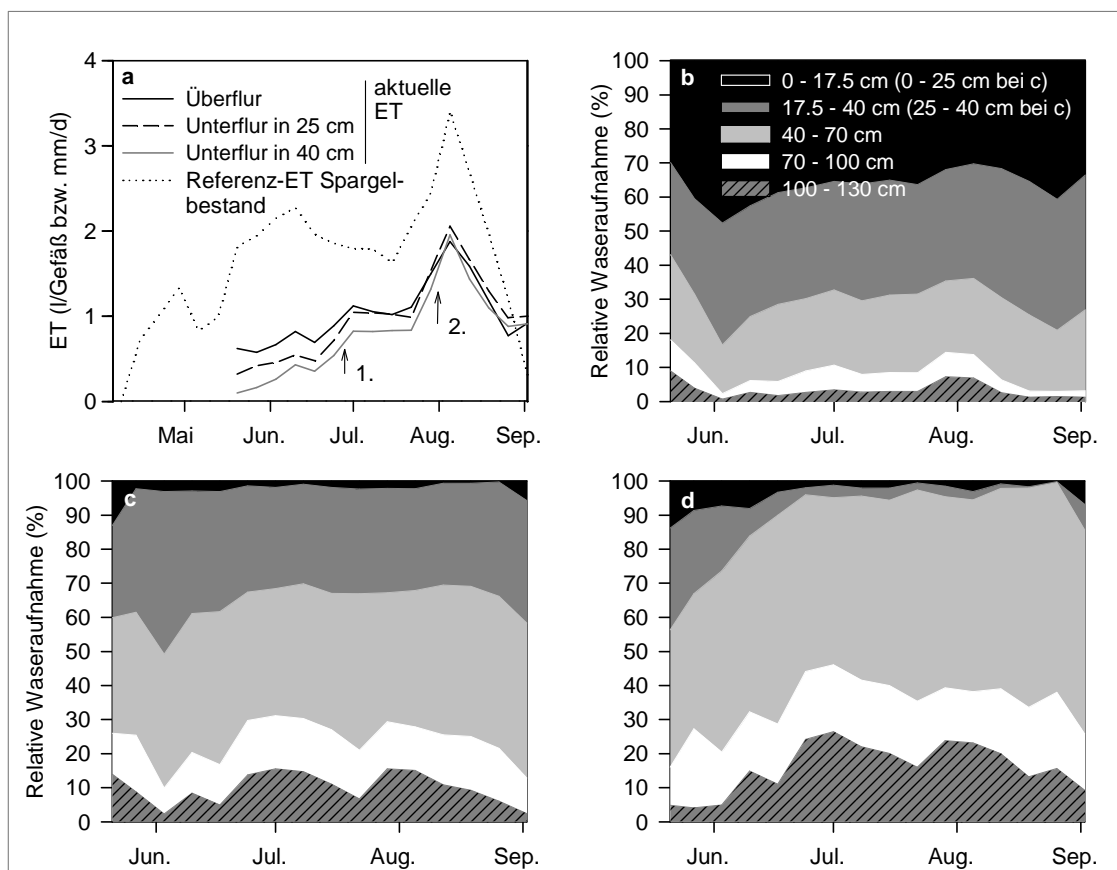 a
Überflur
Unterflur in 25 cm
Unterflur in 40 cm
aktuelle
ET
Referenz-ET Spargel-
bestand
ET (l/Gefäß bzw. mm/d)
4
3
2
1
0
1.
2.
Mai Jun. Jul. Aug. Sep.
b
0 - 17.5 cm (0 - 25 cm bei c)
17.5 - 40 cm (25 - 40 cm bei c)
40 - 70 cm
70 - 100 cm
100 - 130 cm
Relative Waseraufnahme (%)
100
90
80
70
60
50
40
30
20
10
0
Jun. Jul. Aug. Sep.
c
Relative Waseraufnahme (%)
100
90
80
70
60
50
40
30
20
10
0
Jun. Jul. Aug. Sep.
d
100
90
80
70
60
50
40
30
20
10
0
Jun. Jul. Aug. Sep.